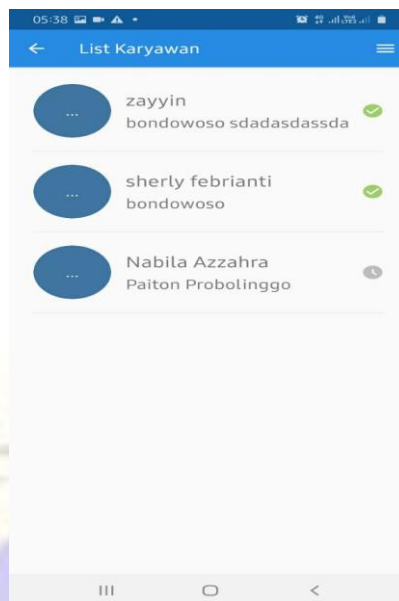 05:38
List Karyawan
...
zayyin
bondowoso sdadasdassda
...
sherly febrianti
bondowoso
...
Nabila Azzahra
Paiton Probolinggo